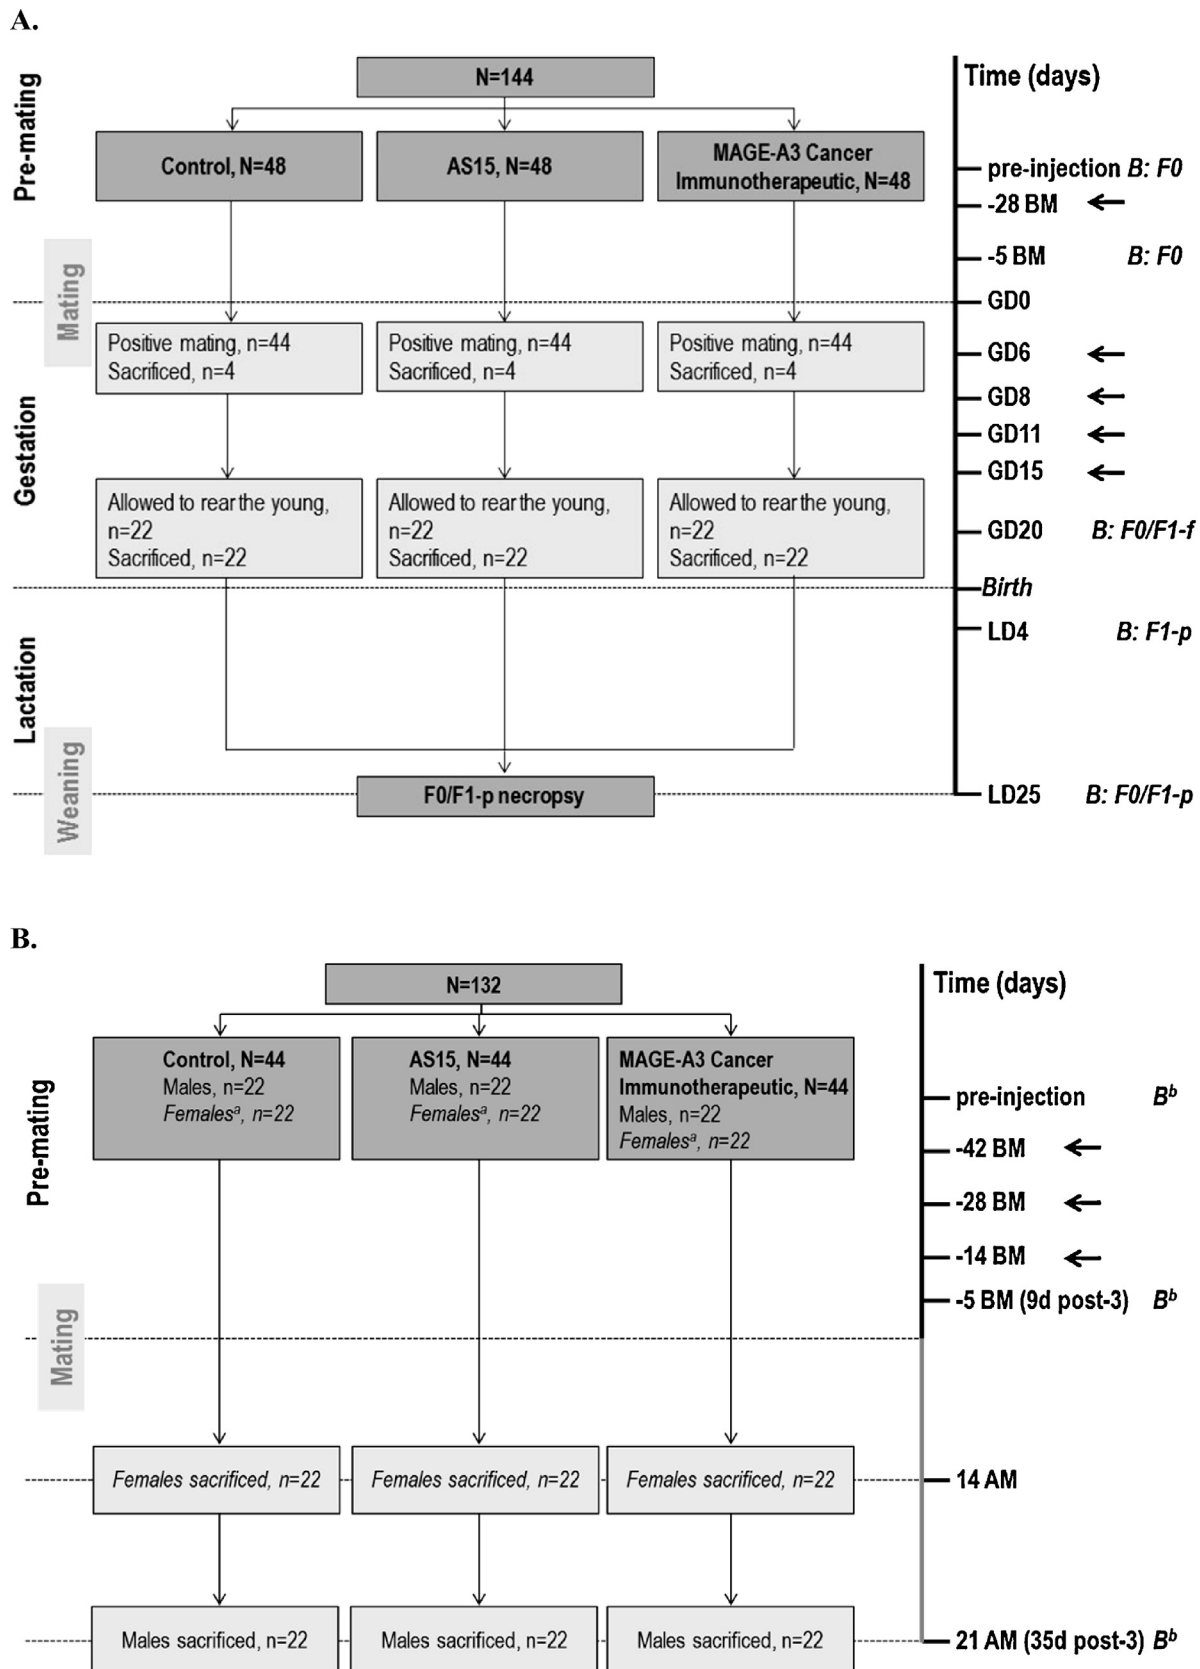 A.
N=144
Time (days)
Pre-mating
Control, N=48
AS15, N=48
MAGE-A3 Cancer
Immunotherapeutic, N=48
pre-injection B: F0
-28 BM
-5 BM B: F0
Mating
GD0
Positive mating, n=44
Sacrificed, n=4
Positive mating, n=44
Sacrificed, n=4
Positive mating, n=44
Sacrificed, n=4
GD6
GD8
GD11
GD15
Gestation
Allowed to rear the young,
n=22
Sacrificed, n=22
Allowed to rear the young,
n=22
Sacrificed, n=22
Allowed to rear the young,
n=22
Sacrificed, n=22
GD20 B: F0/F1-f
Birth
LD4 B: F1-p
Lactation
Weaning
F0/F1-p necropsy
LD25 B: F0/F1-p
B.
N=132
Time (days)
Pre-mating
Control, N=44
Males, n=22
Femalesᵃ, n=22
AS15, N=44
Males, n=22
Femalesᵃ, n=22
MAGE-A3 Cancer
Immunotherapeutic, N=44
Males, n=22
Femalesᵃ, n=22
pre-injection Bᵇ
-42 BM
-28 BM
-14 BM
-5 BM (9d post-3) Bᵇ
Mating
Females sacrificed, n=22
Females sacrificed, n=22
Females sacrificed, n=22
14 AM
Males sacrificed, n=22
Males sacrificed, n=22
Males sacrificed, n=22
21 AM (35d post-3) Bᵇ